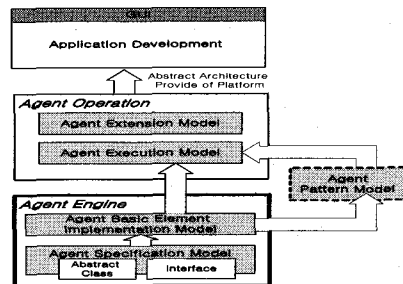 GUI
Application Development
Abstract Architecture
Provide of Platform
Agent Operation
Agent Extension Model
Agent Execution Model
Agent
Pattern Model
Agent Engine
Agent Basic Element
Implementation Model
Agent Specification Model
Abstract
Class
Interface